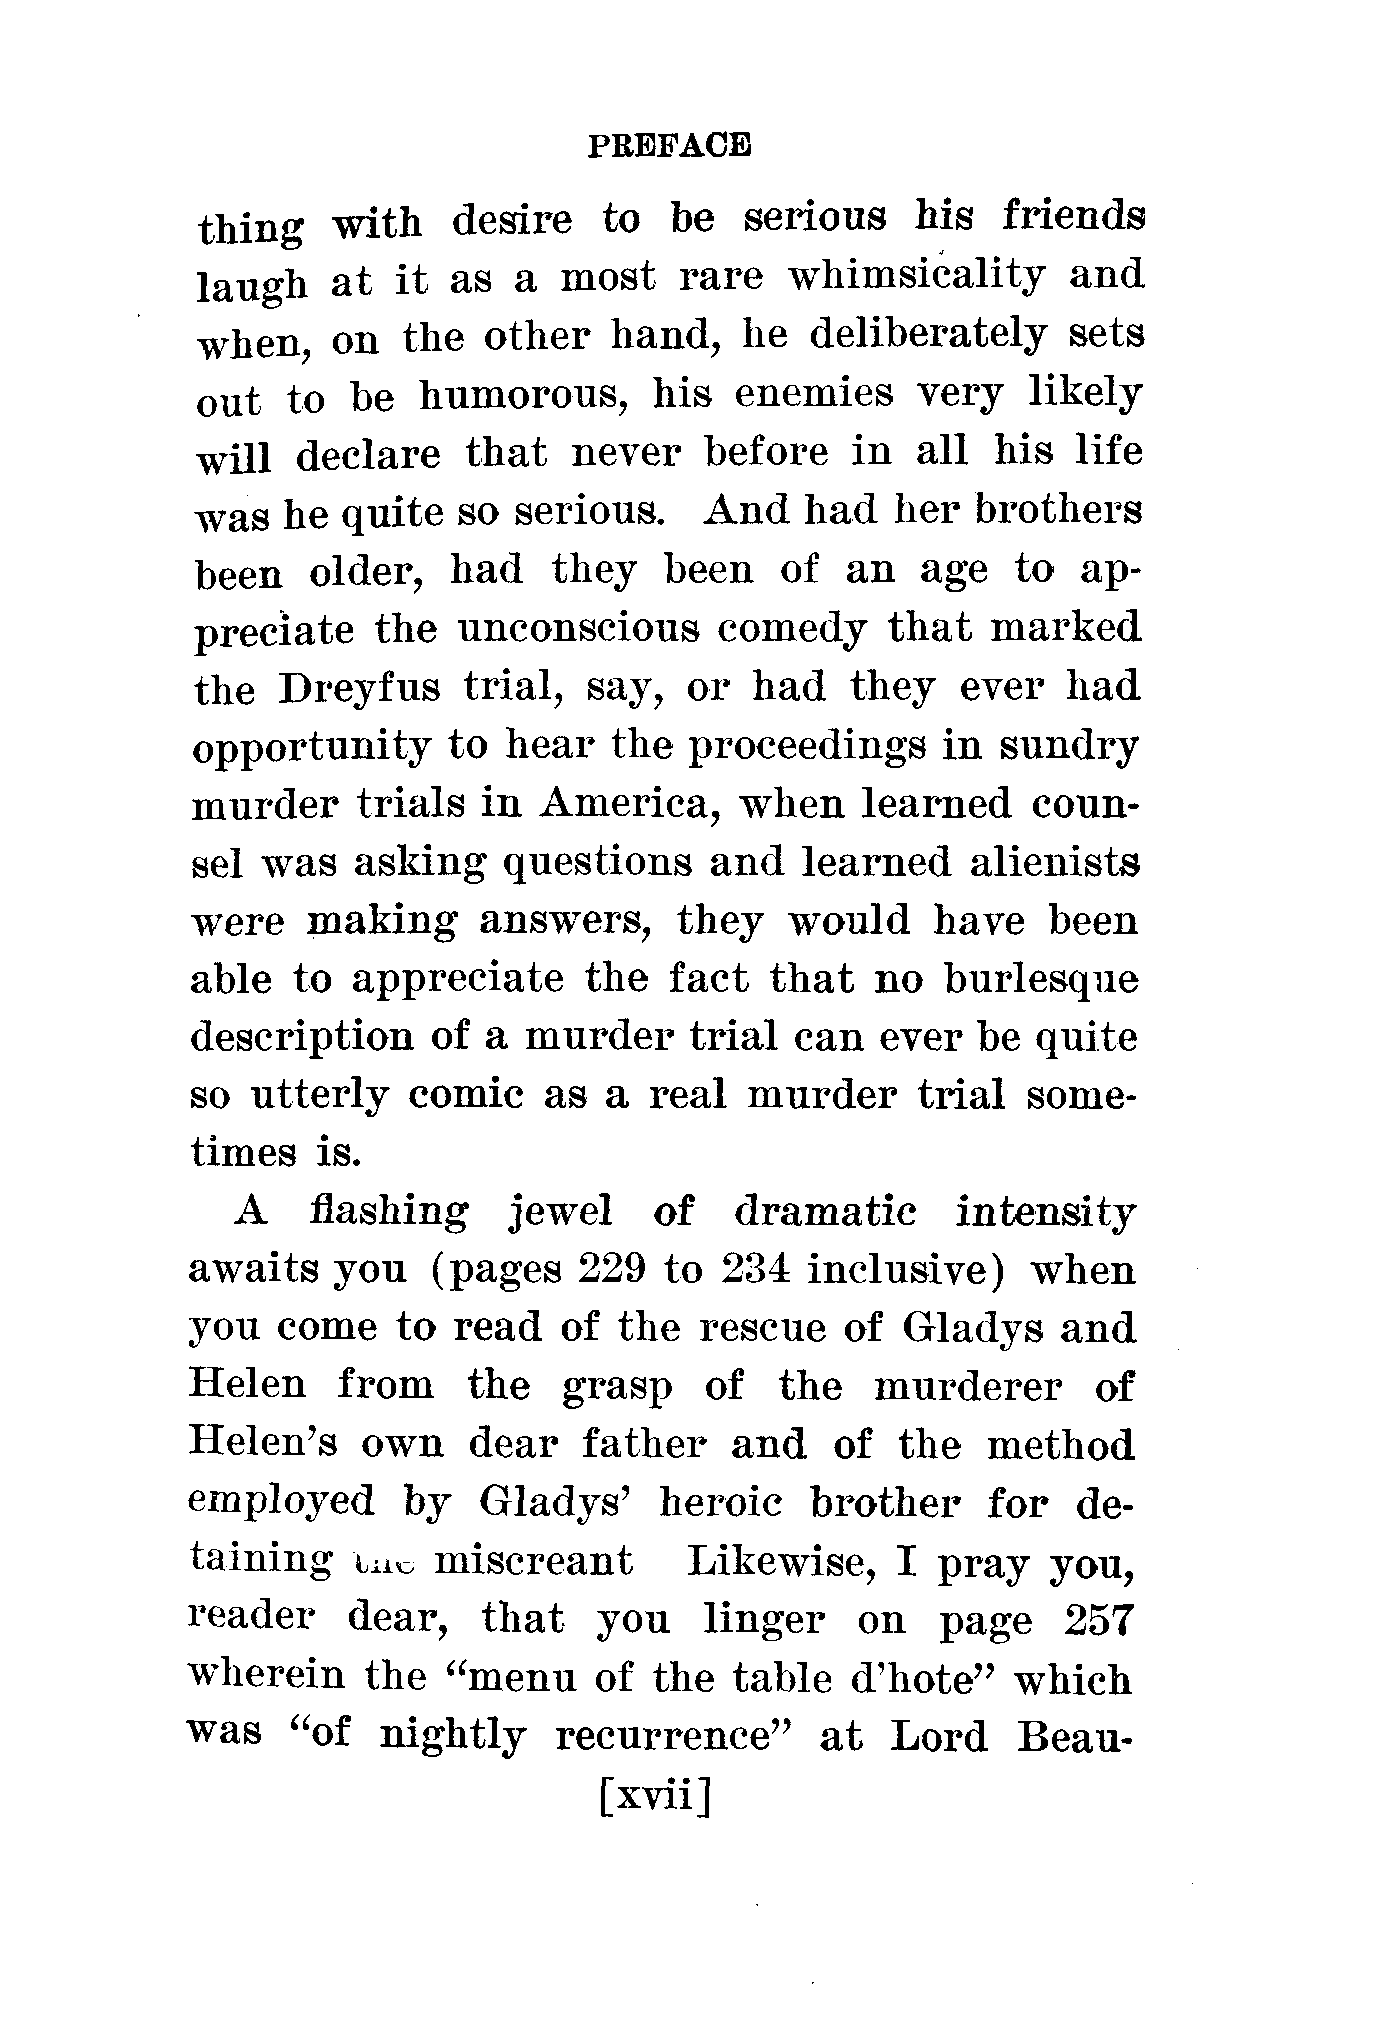 PREFACE
thing with desire to be serious his friends
laugh at it as a most rare whimsicality and
when, on the other hand, he deliberately sets
out to be humorous, his enemies very likely
will declare that never before in all his life
was he quite so serious. And had her brothers
been older, had they been of an age to ap-
preciate the unconscious comedy that marked
the Dreyfus trial, say, or had they ever had
opportunity to hear the proceedings in sundry
murder trials in America, when learned coun-
sel was asking questions and learned alienists
were making answers, they would have been
able to appreciate the fact that no burlesque
description of a murder trial can ever be quite
so utterly comic as a real murder trial some-
times is.
A flashing jewel of dramatic intensity
awaits you (pages 229 to 234 inclusive) when
you come to read of the rescue of Gladys and
Helen from the grasp of the murderer of
Helen's own dear father and of the method
employed by Gladys' heroic brother for de-
taining the miscreant Likewise, I pray you,
reader dear, that you linger on page 257
wherein the "menu of the table d'hote" which
was "of nightly recurrence" at Lord Beau-
[xvii]